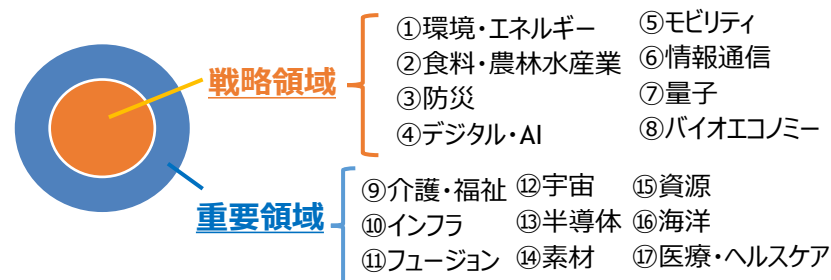 戦略領域
①環境・エネルギー
②食料・農林水産業
③防災
④デジタル・AI
⑤モビリティ
⑥情報通信
⑦量子
⑧バイオエコノミー
重要領域
⑨介護・福祉
⑩インフラ
⑪フュージョン
⑫宇宙
⑬半導体
⑭素材
⑮資源
⑯海洋
⑰医療・ヘルスケア